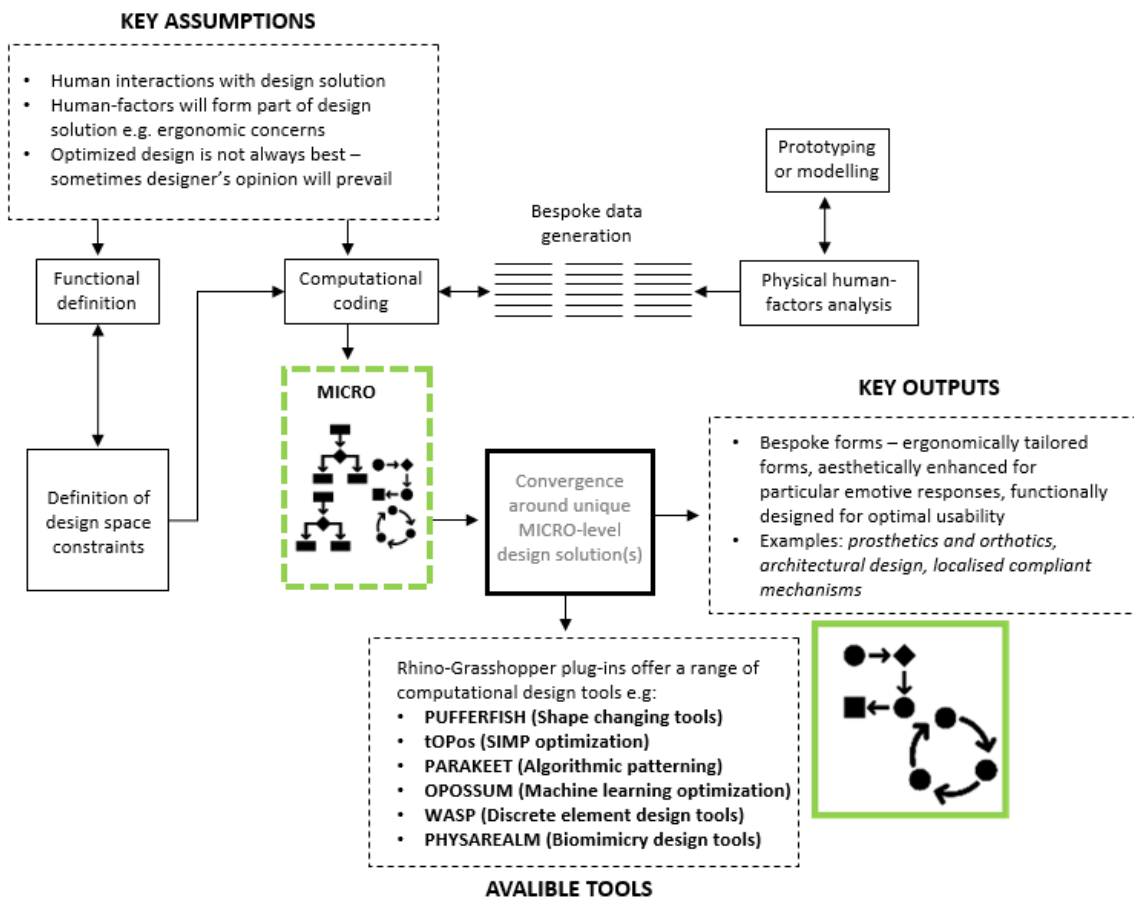 KEY ASSUMPTIONS
• Human interactions with design solution
• Human-factors will form part of design
solution e.g. ergonomic concerns
• Optimized design is not always best –
sometimes designer's opinion will prevail
Prototyping
or modelling
Bespoke data
generation
Functional
definition
Computational
coding
Physical human-
factors analysis
MICRO
KEY OUTPUTS
Definition of
design space
constraints
Convergence
around unique
MICRO-level
design solution(s)
• Bespoke forms – ergonomically tailored
forms, aesthetically enhanced for
particular emotive responses, functionally
designed for optimal usability
• Examples: prosthetics and orthotics,
architectural design, localised compliant
mechanisms
Rhino-Grasshopper plug-ins offer a range of
computational design tools e.g:
• PUFFERFISH (Shape changing tools)
• tOPos (SIMP optimization)
• PARAKEET (Algorithmic patterning)
• OPOSSUM (Machine learning optimization)
• WASP (Discrete element design tools)
• PHYSAREALM (Biomimicry design tools)
AVALIBLE TOOLS